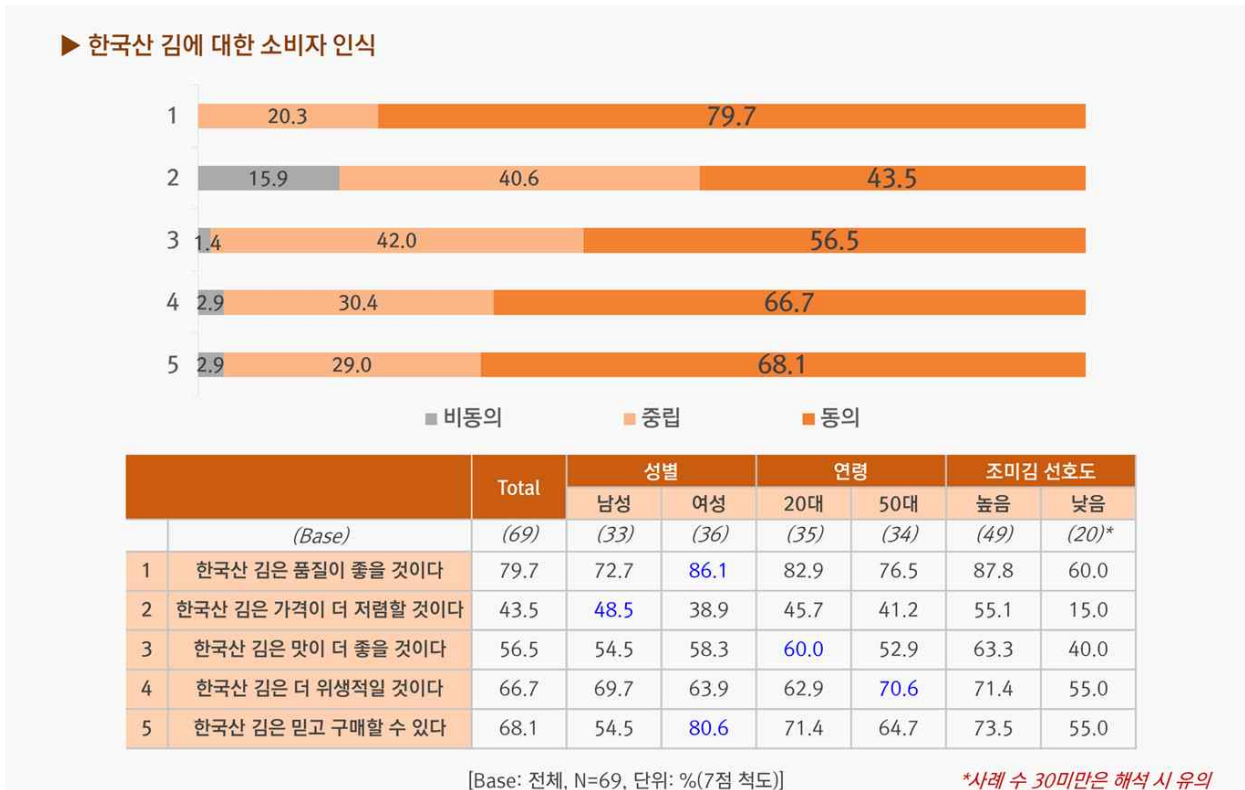 ▶ 한국산 김에 대한 소비자 인식
1 20.3 79.7
2 15.9 40.6 43.5
3 1.4 42.0 56.5
4 2.9 30.4 66.7
5 2.9 29.0 68.1
비동의 중립 동의
Total 성별 연령 조미김 선호도
남성 여성 20대 50대 높음 낮음
(Base) (69) (33) (36) (35) (34) (49) (20)*
1 한국산 김은 품질이 좋을 것이다 79.7 72.7 86.1 82.9 76.5 87.8 60.0
2 한국산 김은 가격이 더 저렴할 것이다 43.5 48.5 38.9 45.7 41.2 55.1 15.0
3 한국산 김은 맛이 더 좋을 것이다 56.5 54.5 58.3 60.0 52.9 63.3 40.0
4 한국산 김은 더 위생적일 것이다 66.7 69.7 63.9 62.9 70.6 71.4 55.0
5 한국산 김은 믿고 구매할 수 있다 68.1 54.5 80.6 71.4 64.7 73.5 55.0
[Base: 전체, N=69, 단위: %(7점 척도)] *사례 수 30미만은 해석 시 유의